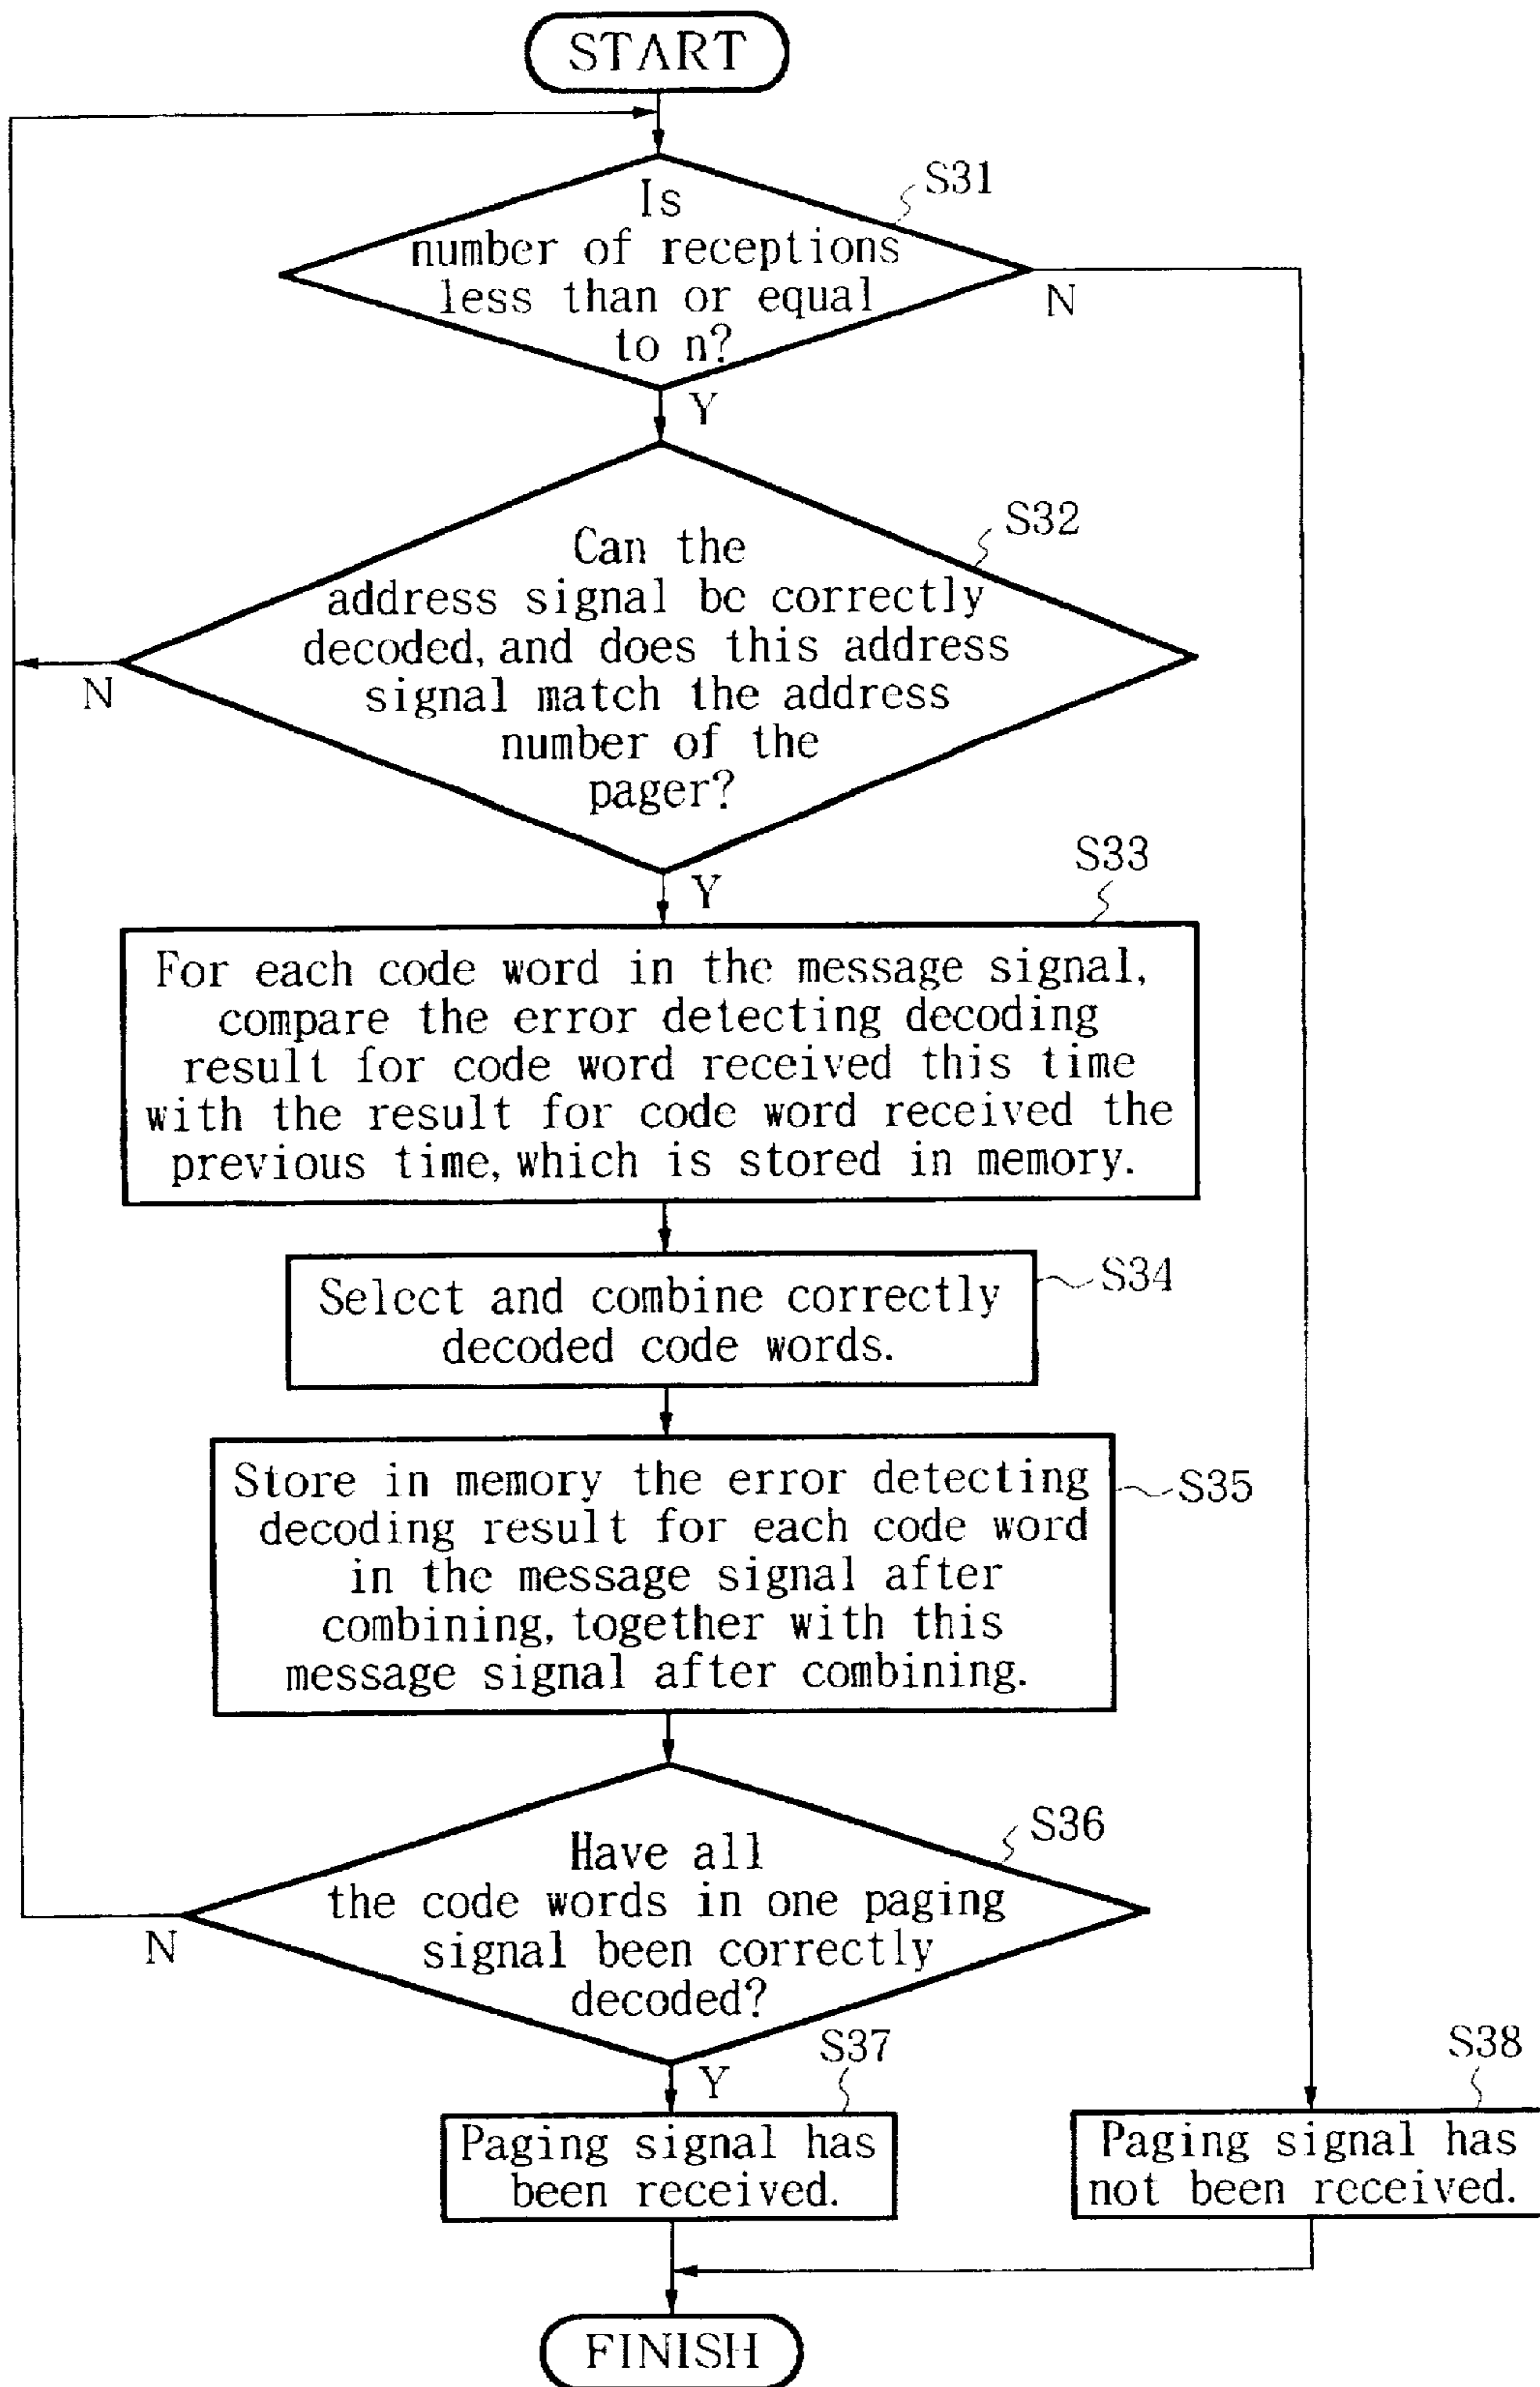 START
S31
Is
number of receptions
less than or equal
to n?
N
Y
S32
Can the
address signal be correctly
decoded, and does this address
signal match the address
number of the
pager?
N
Y
S33
For each code word in the message signal,
compare the error detecting decoding
result for code word received this time
with the result for code word received the
previous time, which is stored in memory.
S34
Select and combine correctly
decoded code words.
S35
Store in memory the error detecting
decoding result for each code word
in the message signal after
combining, together with this
message signal after combining.
S36
Have all
the code words in one paging
signal been correctly
decoded?
N
Y
S37
Paging signal has
been received.
S38
Paging signal has
not been received.
FINISH